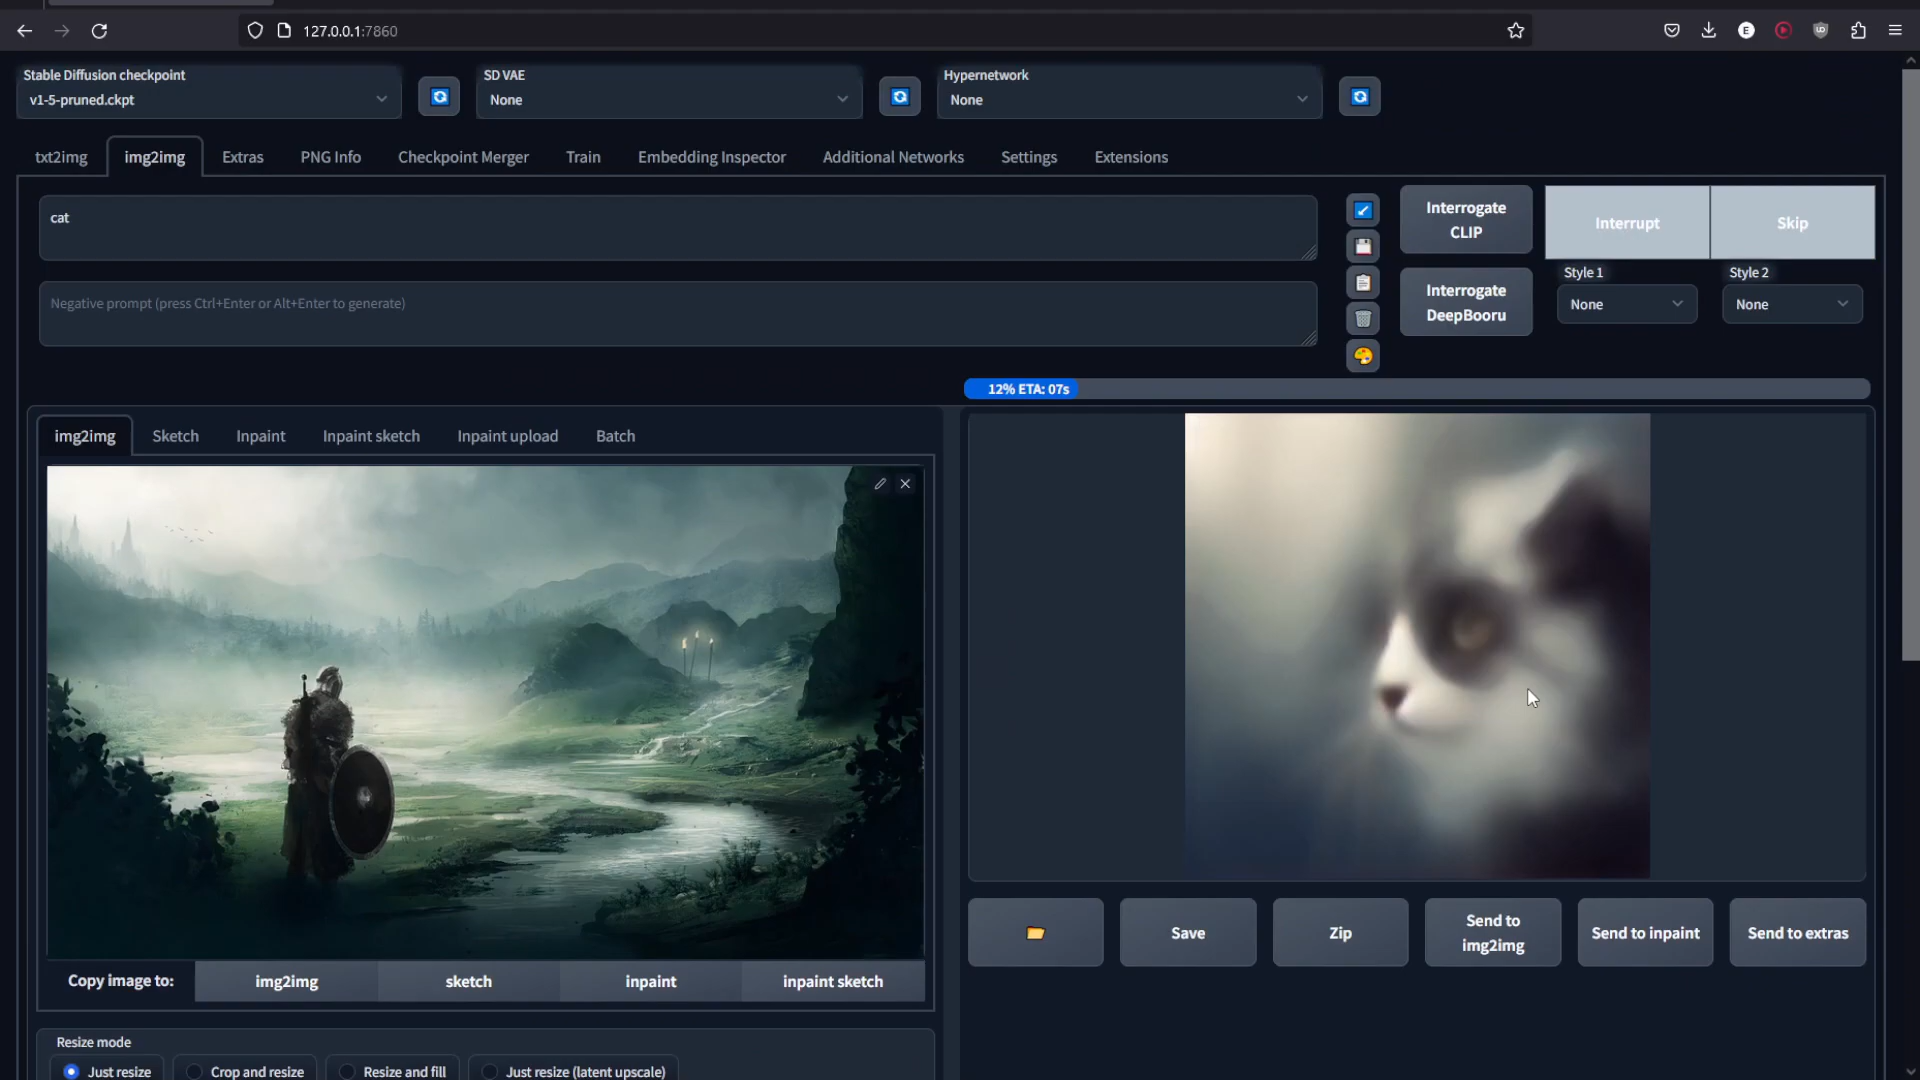 127.0.0.1:7860
E
Stable Diffusion checkpoint
v1-5-pruned.ckpt
SD VAE
None
Hypernetwork
None
txt2img
img2img
Extras
PNG Info
Checkpoint Merger
Train
Embedding Inspector
Additional Networks
Settings
Extensions
cat
Negative prompt (press Ctrl+Enter or Alt+Enter to generate)
Interrogate
CLIP
Interrogate
DeepBooru
Interrupt
Skip
Style 1
None
Style 2
None
12% ETA: 07s
img2img
Sketch
Inpaint
Inpaint sketch
Inpaint upload
Batch
Copy image to:
img2img
sketch
inpaint
inpaint sketch
Save
Zip
Send to
img2img
Send to inpaint
Send to extras
Resize mode
Just resize
Crop and resize
Resize and fill
Just resize (latent upscale)